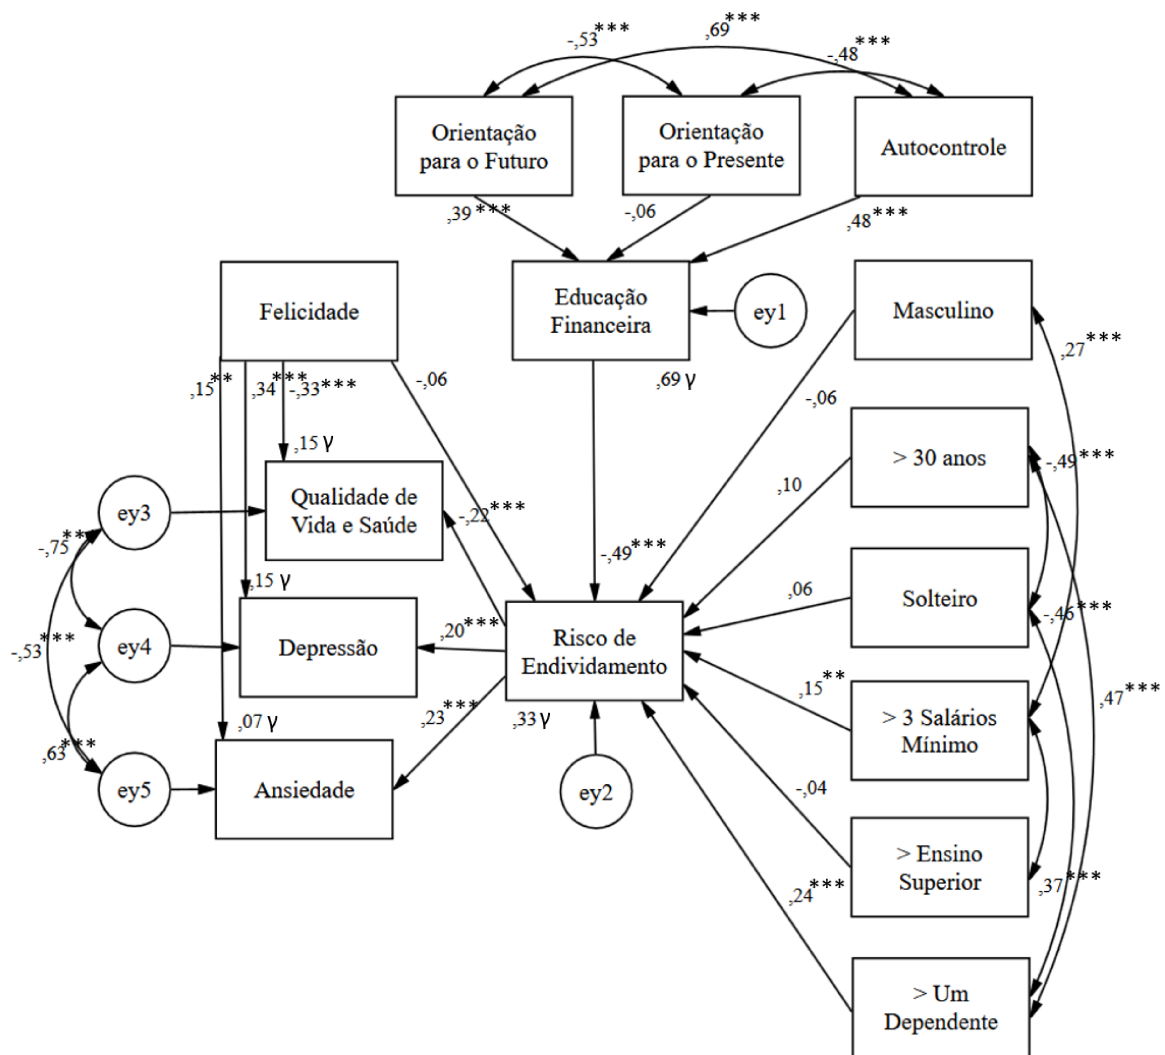 -,53***
,69***
-,48***
Orientação
para o Futuro
Orientação
para o Presente
Autocontrole
,39***
-,06
,48***
Felicidade
Educação
Financeira
ey1
Masculino
,15**
,34***
-,33***
-,06
,69 γ
-,06
,27***
,15 γ
> 30 anos
-,49***
ey3
Qualidade de
Vida e Saúde
-,22***
,10
-,75**
-,49***
,15 γ
,06
Solteiro
-,46***
ey4
Depressão
,20***
Risco de
Endividamento
-,53***
,15**
> 3 Salários
Mínimo
,47***
,07 γ
,23***
,33 γ
,63***
ey5
Ansiedade
ey2
-,04
> Ensino
Superior
,37***
,24***
> Um
Dependente